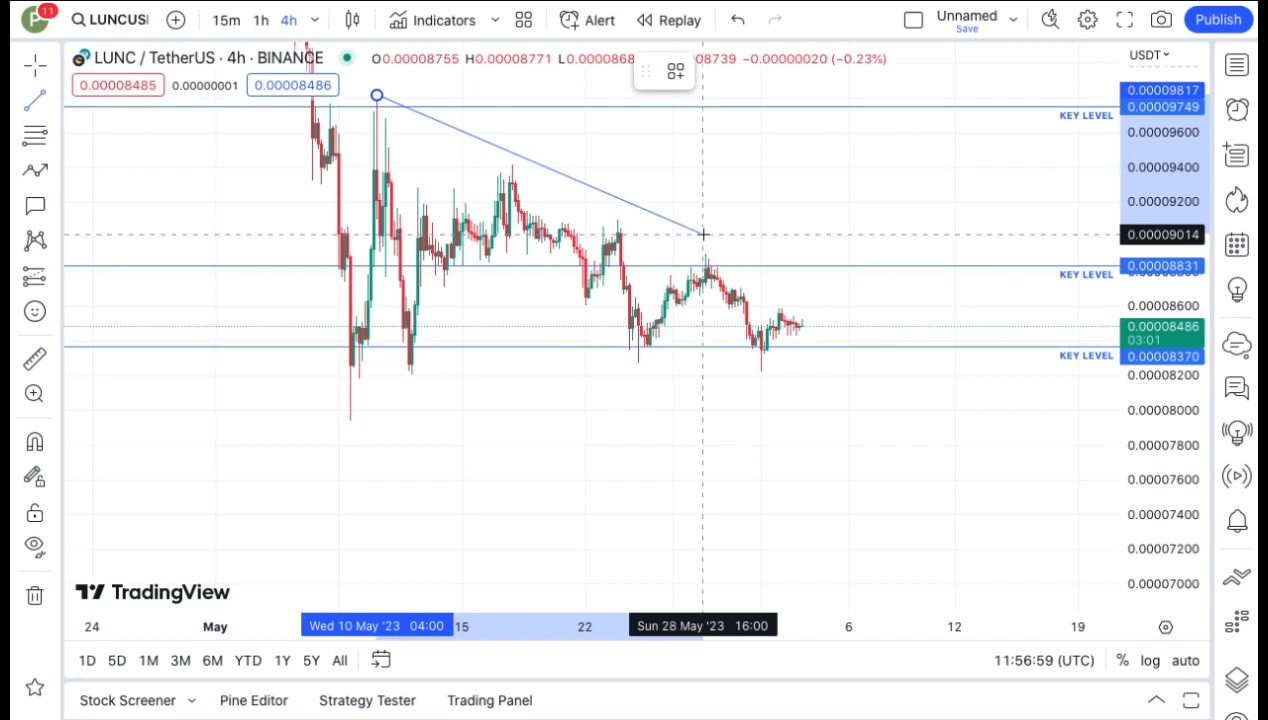 P 11 LUNCUSI 15m 1h 4h Indicators Alert Replay Unnamed Save Publish
LUNC / TetherUS · 4h · BINANCE O0.00008755 H0.00008771 L0.0000868 08739 −0.00000020 (−0.23%) USDT
0.00008485 0.00000001 0.00008486
0.00009817
0.00009749
KEY LEVEL
0.00009600
0.00009400
0.00009200
0.00009014
0.00008831
KEY LEVEL
0.00008600
0.00008486
03:01
KEY LEVEL 0.00008370
0.00008200
0.00008000
0.00007800
0.00007600
0.00007400
0.00007200
0.00007000
TradingView
24 May Wed 10 May '23 04:00 15 22 Sun 28 May '23 16:00 6 12 19
1D 5D 1M 3M 6M YTD 1Y 5Y All 11:56:59 (UTC) % log auto
Stock Screener Pine Editor Strategy Tester Trading Panel